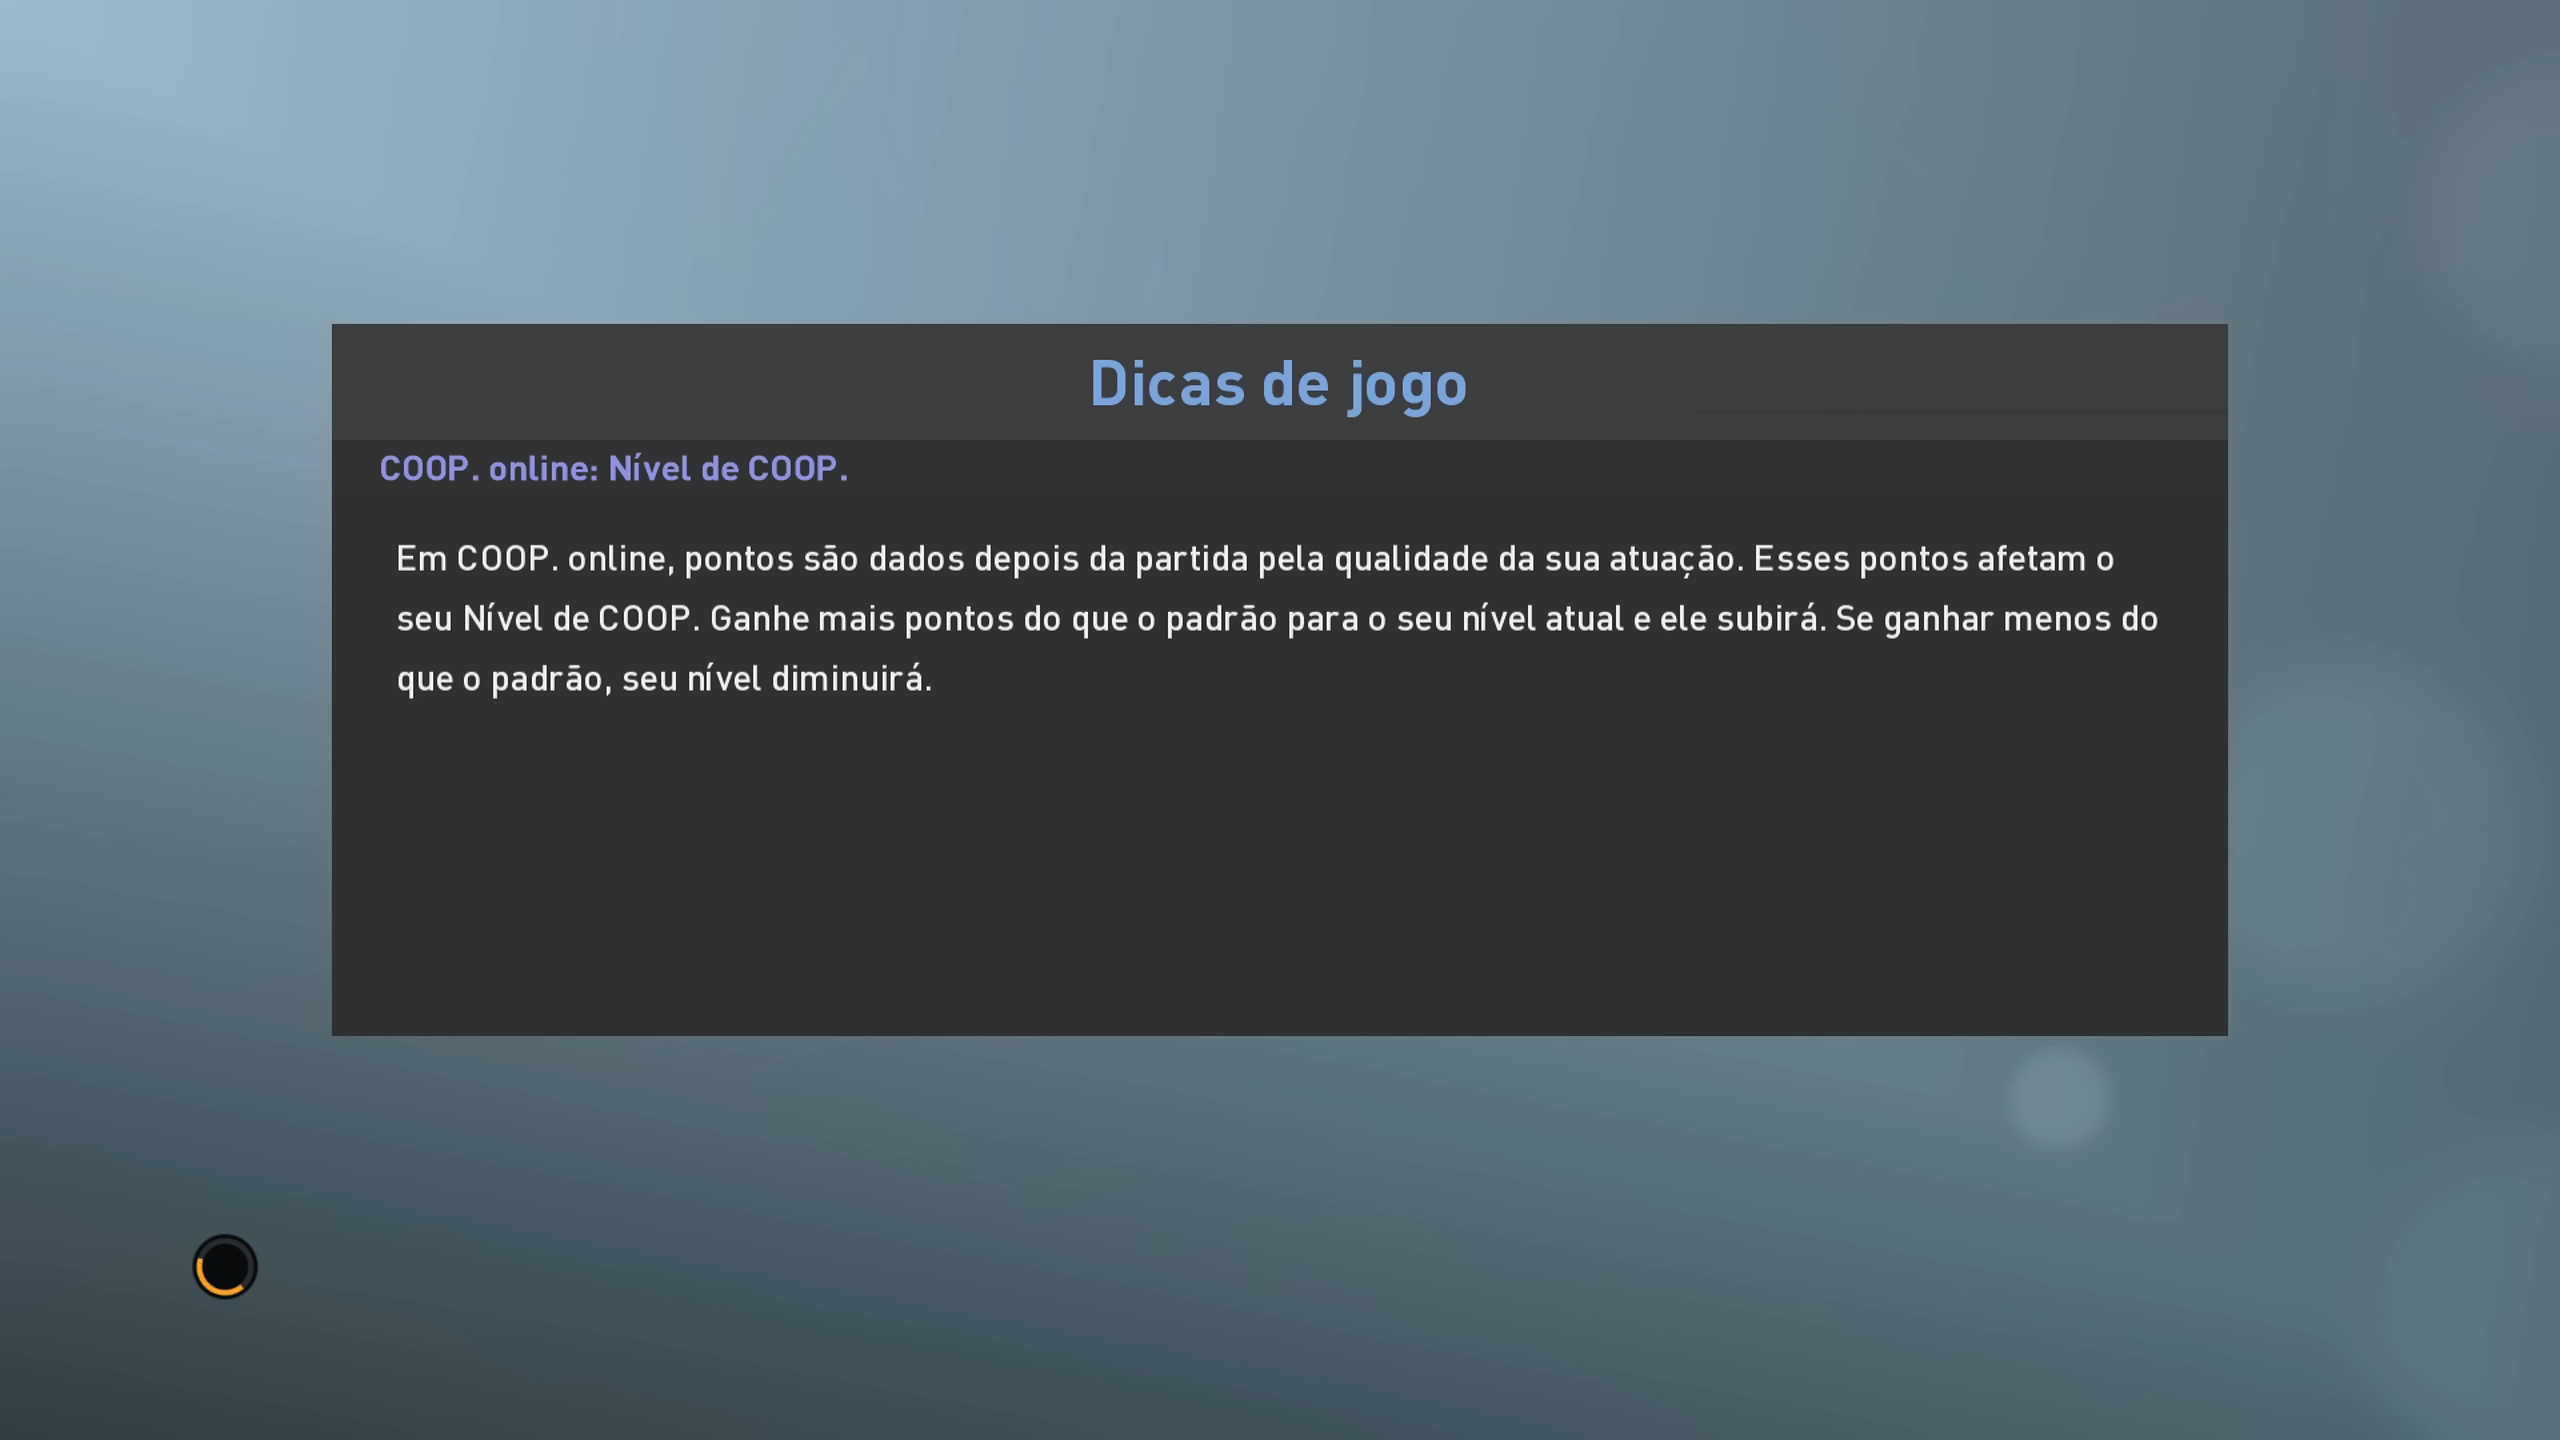 Dicas de jogo
COOP. online: Nível de COOP.
Em COOP. online, pontos são dados depois da partida pela qualidade da sua atuação. Esses pontos afetam o
seu Nível de COOP. Ganhe mais pontos do que o padrão para o seu nível atual e ele subirá. Se ganhar menos do
que o padrão, seu nível diminuirá.